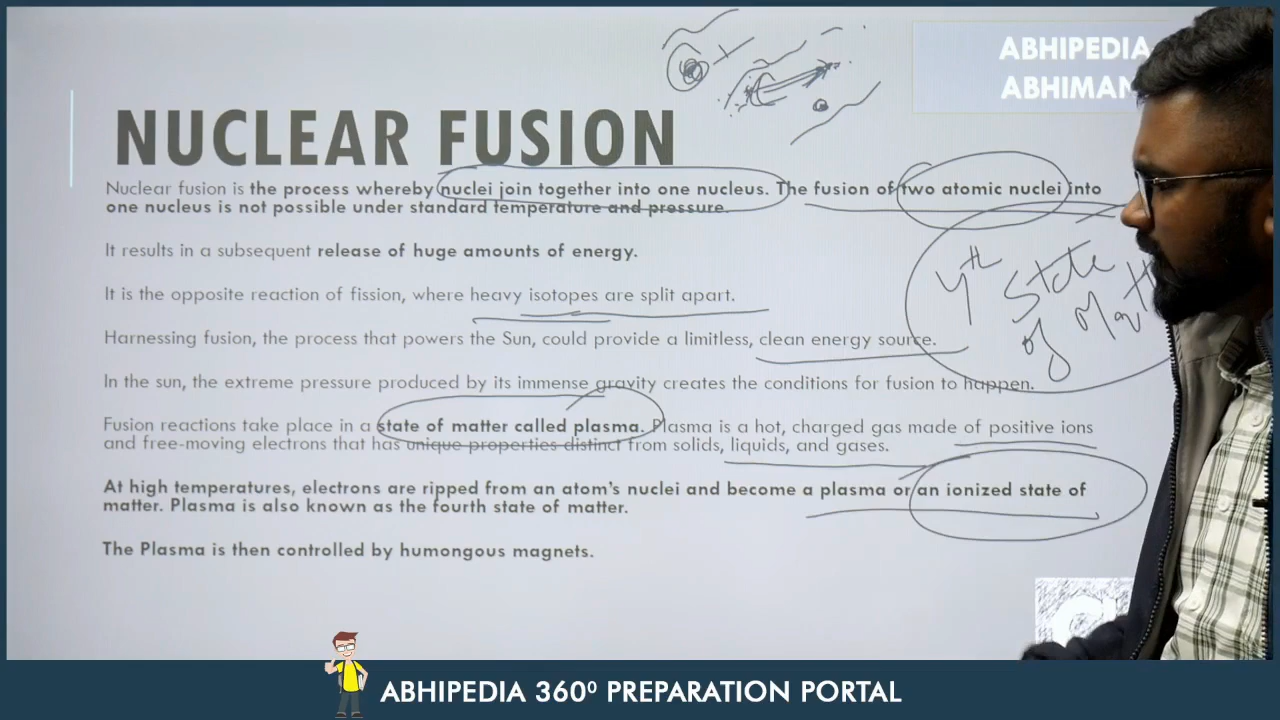 ABHIPEDIA
ABHIMAN
NUCLEAR FUSION
Nuclear fusion is the process whereby nuclei join together into one nucleus. The fusion of two atomic nuclei into
one nucleus is not possible under standard temperature and pressure.
It results in a subsequent release of huge amounts of energy.
It is the opposite reaction of fission, where heavy isotopes are split apart.
4th State
of Matt
Harnessing fusion, the process that powers the Sun, could provide a limitless, clean energy source.
In the sun, the extreme pressure produced by its immense gravity creates the conditions for fusion to happen.
Fusion reactions take place in a state of matter called plasma. Plasma is a hot, charged gas made of positive ions
and free-moving electrons that has unique properties distinct from solids, liquids, and gases.
At high temperatures, electrons are ripped from an atom's nuclei and become a plasma or an ionized state of
matter. Plasma is also known as the fourth state of matter.
The Plasma is then controlled by humongous magnets.
ABHIPEDIA 360⁰ PREPARATION PORTAL